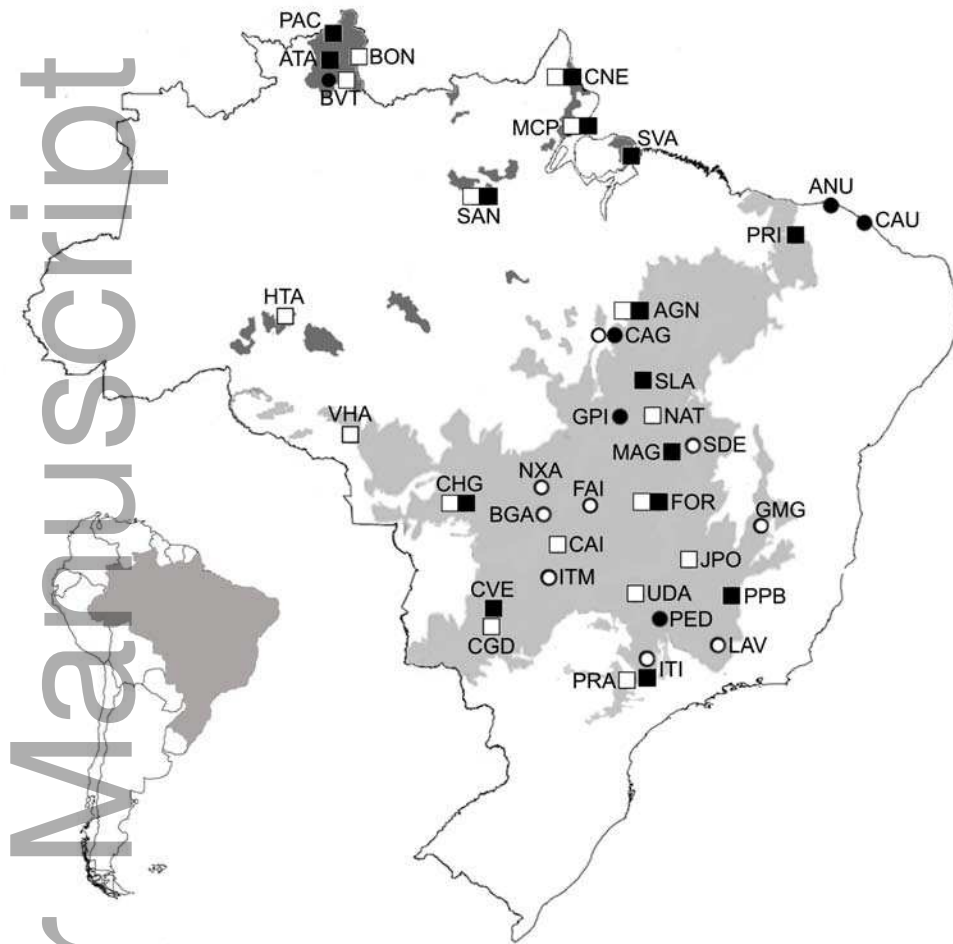 PAC
ATA
BON
BVT
CNE
MCP
SVA
SAN
ANU
CAU
PRI
HTA
AGN
CAG
SLA
VHA
GPI
NAT
MAG
SDE
NXA
CHG
FAI
FOR
GMG
BGA
CAI
JPO
ITM
CVE
UDA
PPB
PED
CGD
LAV
ITI
PRA
Manuscript